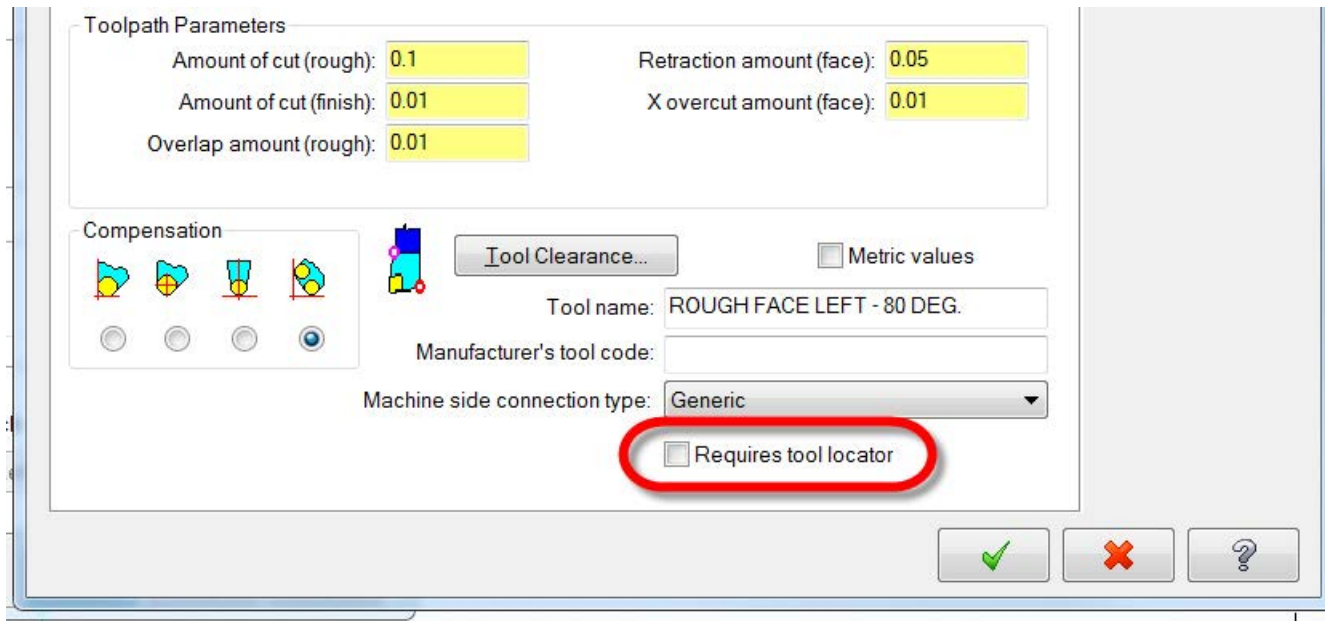 Toolpath Parameters
Amount of cut (rough): 0.1 Retraction amount (face): 0.05
Amount of cut (finish): 0.01 X overcut amount (face): 0.01
Overlap amount (rough): 0.01
Compensation
Tool Clearance... Metric values
Tool name: ROUGH FACE LEFT - 80 DEG.
Manufacturer's tool code:
Machine side connection type: Generic
Requires tool locator